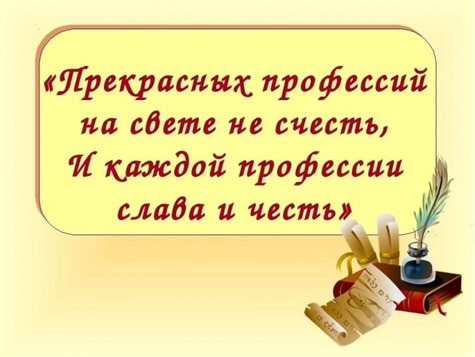 «Прекрасных профессий
на свете не счесть,
И каждой профессии
слава и честь»